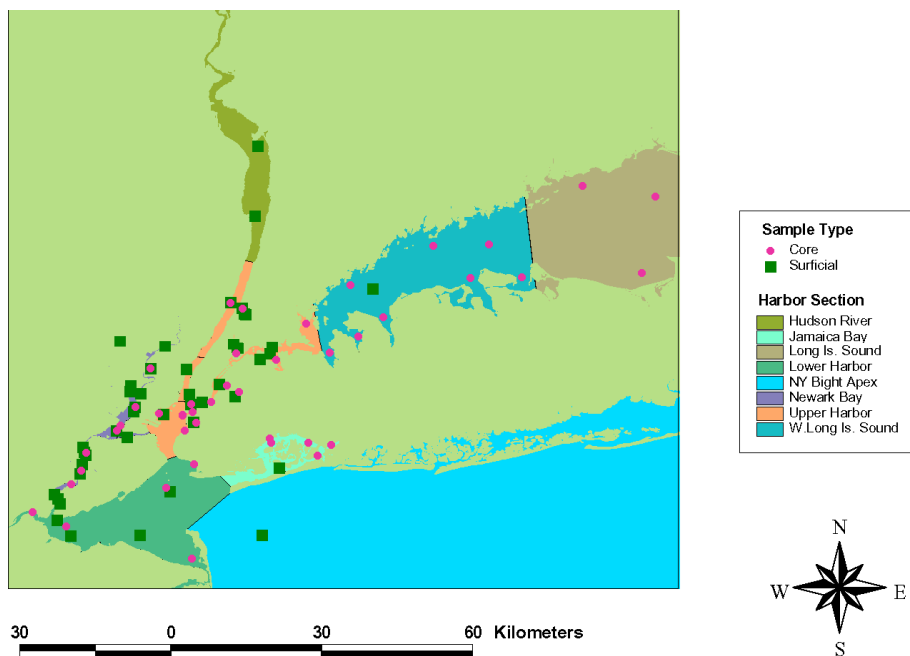 Sample Type
Core
Surficial
Harbor Section
Hudson River
Jamaica Bay
Long Is. Sound
Lower Harbor
NY Bight Apex
Newark Bay
Upper Harbor
W.Long Is. Sound
N
W E
S
30 0 30 60 Kilometers